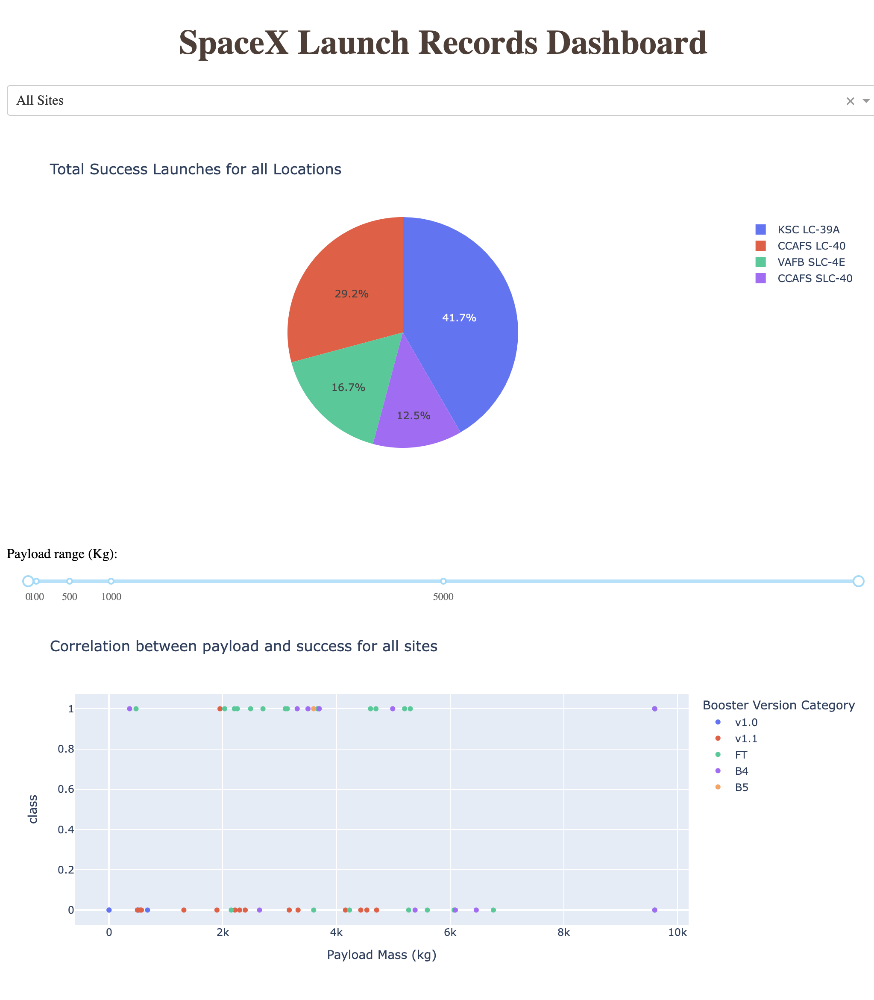 SpaceX Launch Records Dashboard
All Sites
Total Success Launches for all Locations
KSC LC-39A
CCAFS LC-40
VAFB SLC-4E
CCAFS SLC-40
29.2%
41.7%
16.7%
12.5%
Payload range (Kg):
0 100 500 1000 5000
Correlation between payload and success for all sites
Booster Version Category
v1.0
v1.1
FT
B4
B5
class
1
0.8
0.6
0.4
0.2
0
0 2k 4k 6k 8k 10k
Payload Mass (kg)